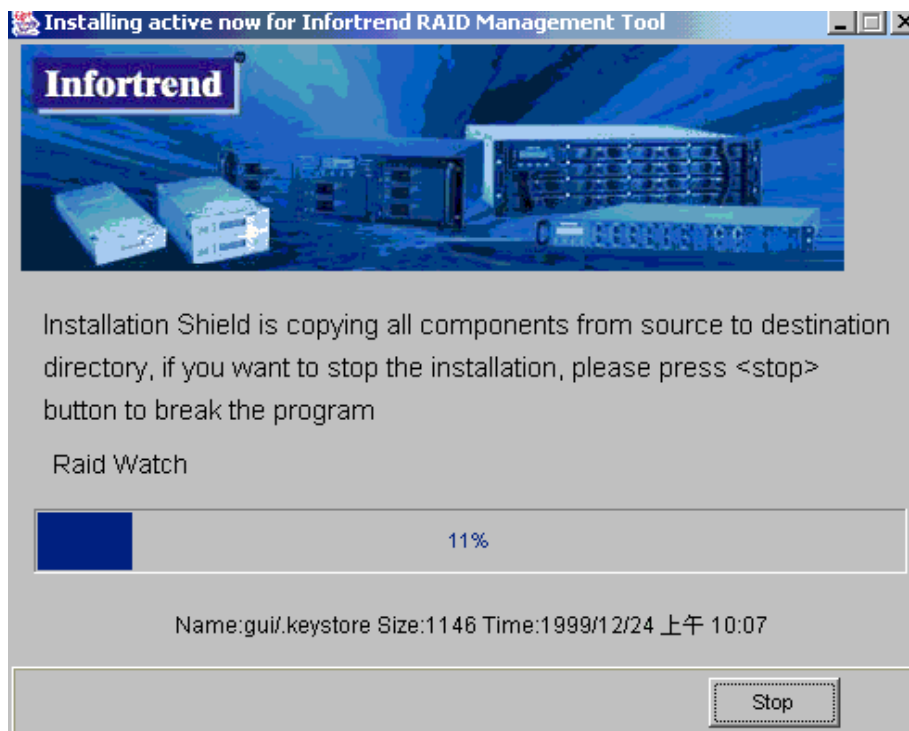 Installing active now for Infortrend RAID Management Tool
Infortrend
Installation Shield is copying all components from source to destination
directory, if you want to stop the installation, please press <stop>
button to break the program
Raid Watch
11%
Name:gui/.keystore Size:1146 Time:1999/12/24 上午 10:07
Stop